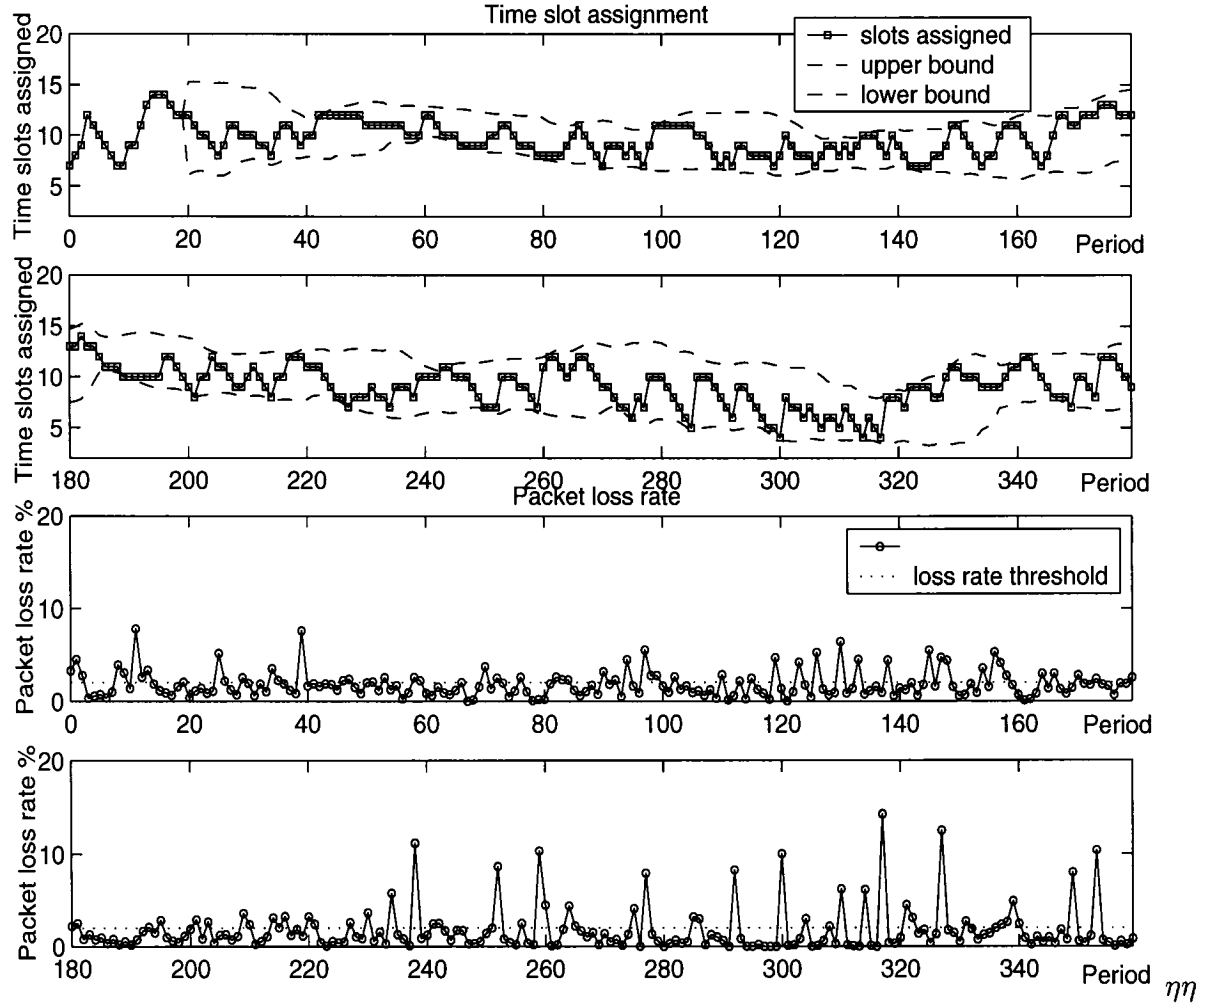 Time slot assignment
Time slots assigned
20
15
10
5
slots assigned
upper bound
lower bound
0 20 40 60 80 100 120 140 160 Period
Time slots assigned
20
15
10
5
180 200 220 240 260 280 300 320 340 Period
Packet loss rate
Packet loss rate %
20
10
0
loss rate threshold
0 20 40 60 80 100 120 140 160 Period
Packet loss rate %
20
10
0
180 200 220 240 260 280 300 320 340 Period
ηη